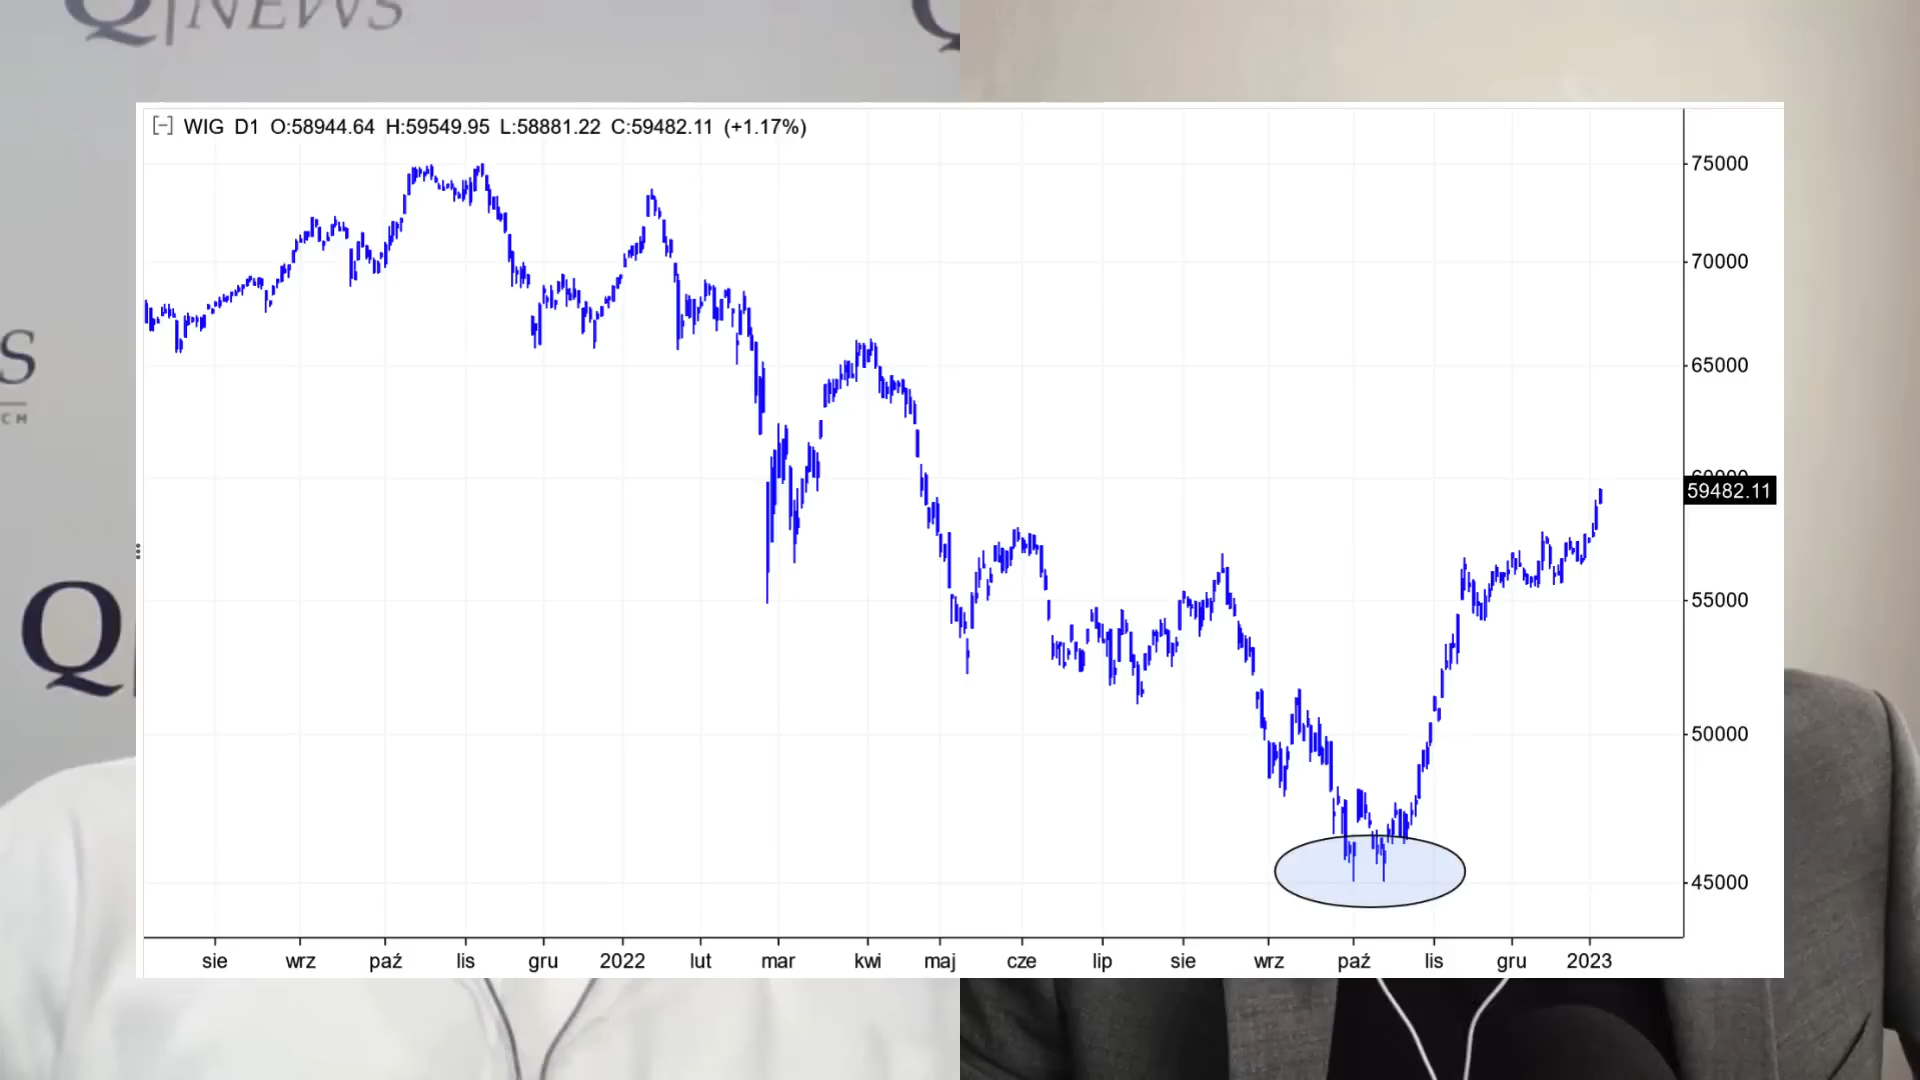 Q|NEWS
[-] WIG D1 O:58944.64 H:59549.95 L:58881.22 C:59482.11 (+1.17%)
75000
70000
65000
60000
59482.11
55000
50000
45000
sie wrz paź lis gru 2022 lut mar kwi maj cze lip sie wrz paź lis gru 2023
S
CH
Q